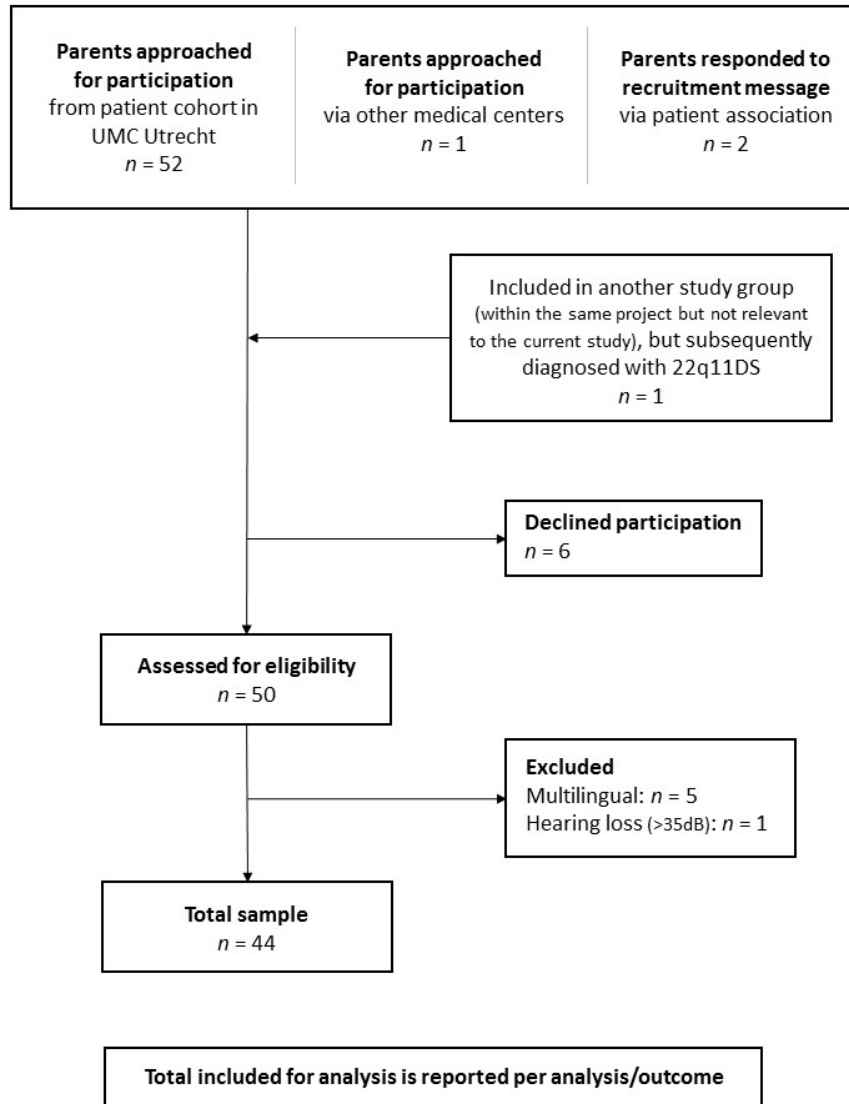 Parents approached
for participation
from patient cohort in
UMC Utrecht
n = 52
Parents approached
for participation
via other medical centers
n = 1
Parents responded to
recruitment message
via patient association
n = 2
Included in another study group
(within the same project but not relevant
to the current study), but subsequently
diagnosed with 22q11DS
n = 1
Declined participation
n = 6
Assessed for eligibility
n = 50
Excluded
Multilingual: n = 5
Hearing loss (>35dB): n = 1
Total sample
n = 44
Total included for analysis is reported per analysis/outcome